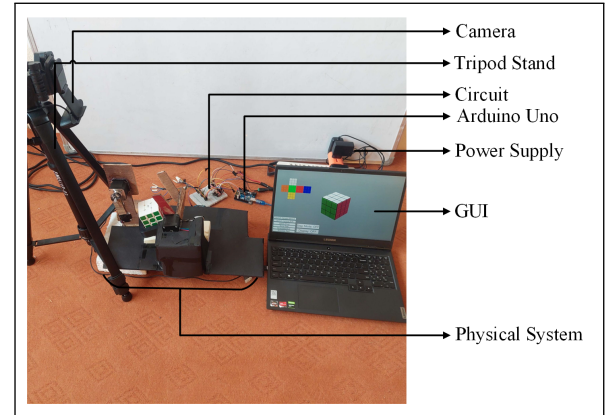 Camera
Tripod Stand
Circuit
Arduino Uno
Power Supply
GUI
Physical System